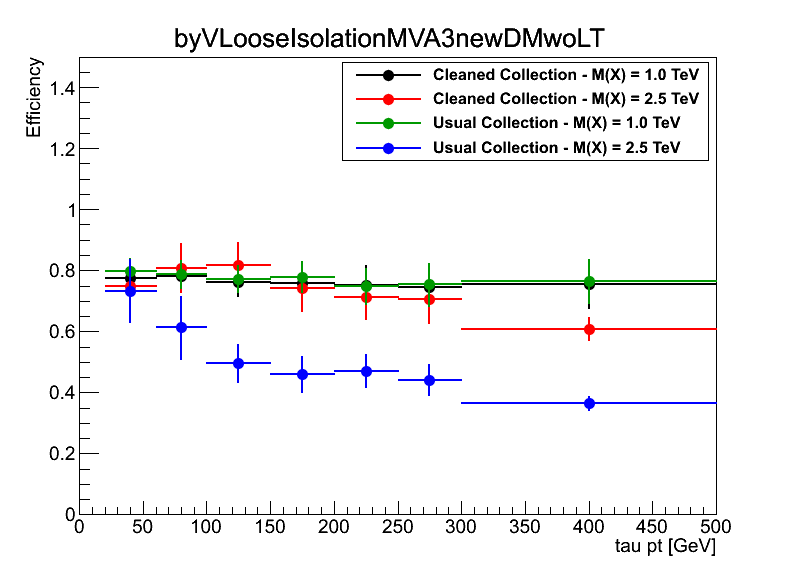 byVLooseIsolationMVA3newDMwoLT
Efficiency
Cleaned Collection - M(X) = 1.0 TeV
Cleaned Collection - M(X) = 2.5 TeV
Usual Collection - M(X) = 1.0 TeV
Usual Collection - M(X) = 2.5 TeV
1.4
1.2
1
0.8
0.6
0.4
0.2
0
0 50 100 150 200 250 300 350 400 450 500
tau pt [GeV]